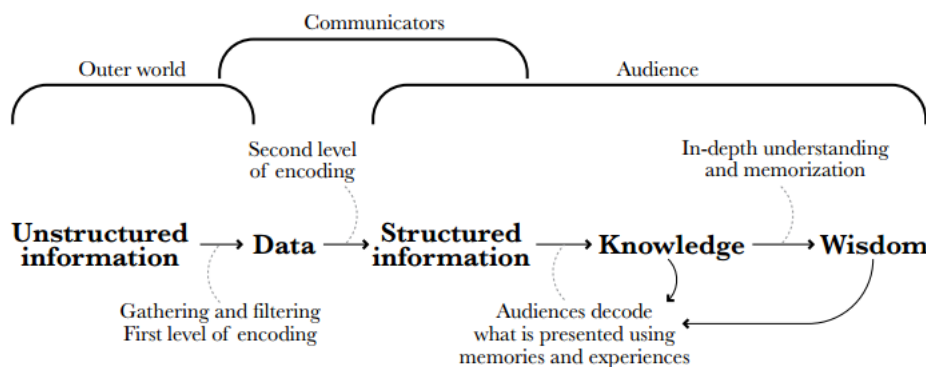 Communicators
Outer world
Audience
Second level
of encoding
In-depth understanding
and memorization
Unstructured
information
Data
Structured
information
Knowledge
Wisdom
Gathering and filtering
First level of encoding
Audiences decode
what is presented using
memories and experiences